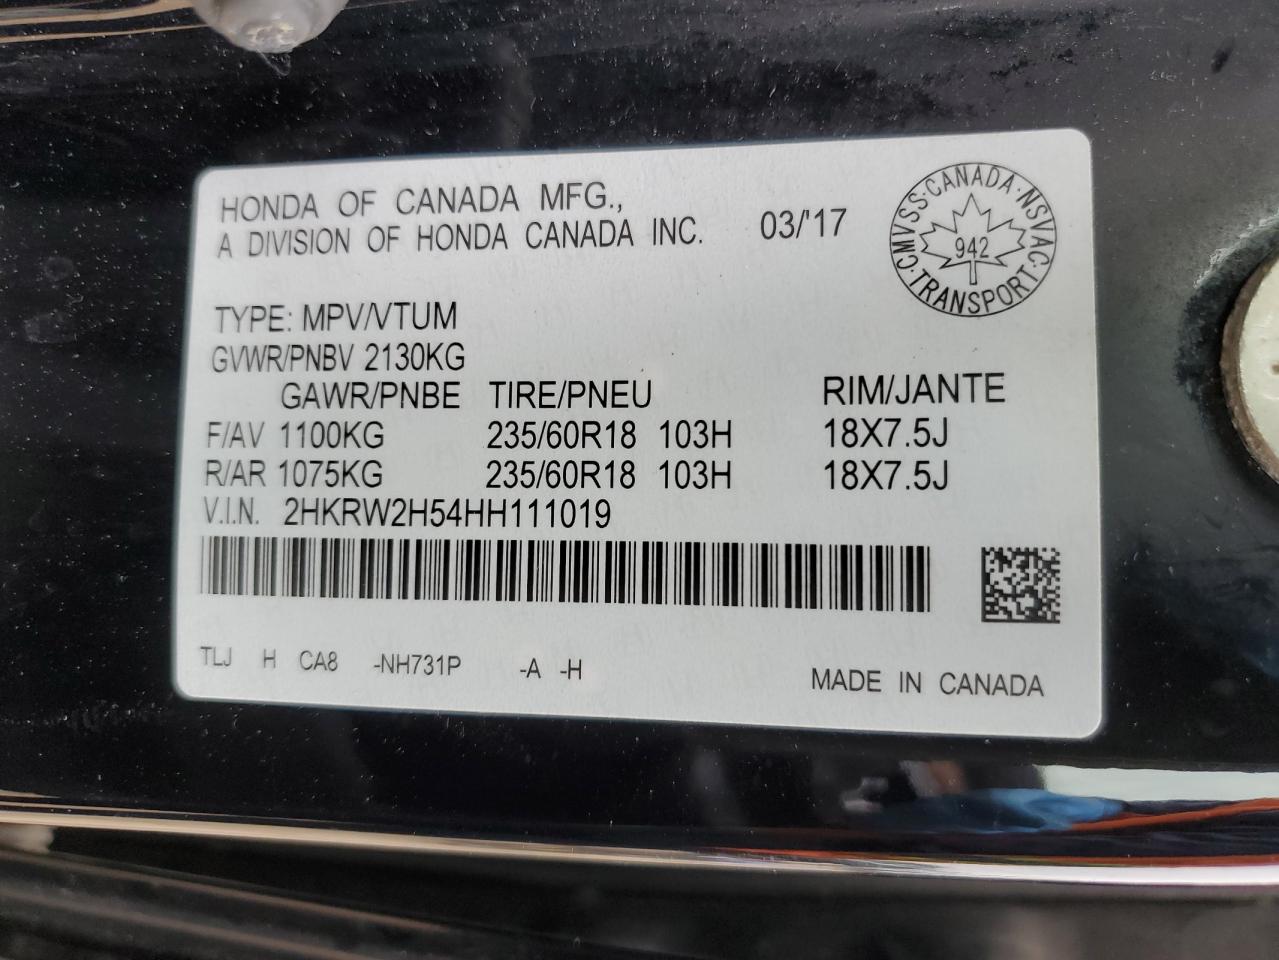 HONDA OF CANADA MFG.,
A DIVISION OF HONDA CANADA INC. 03/'17
CMVSS·CANADA·NSVAC·TRANSPORT·
942
TYPE: MPV/VTUM
GVWR/PNBV 2130KG
GAWR/PNBE TIRE/PNEU RIM/JANTE
F/AV 1100KG 235/60R18 103H 18X7.5J
R/AR 1075KG 235/60R18 103H 18X7.5J
V.I.N. 2HKRW2H54HH111019
TLJ H CA8 -NH731P -A -H
MADE IN CANADA